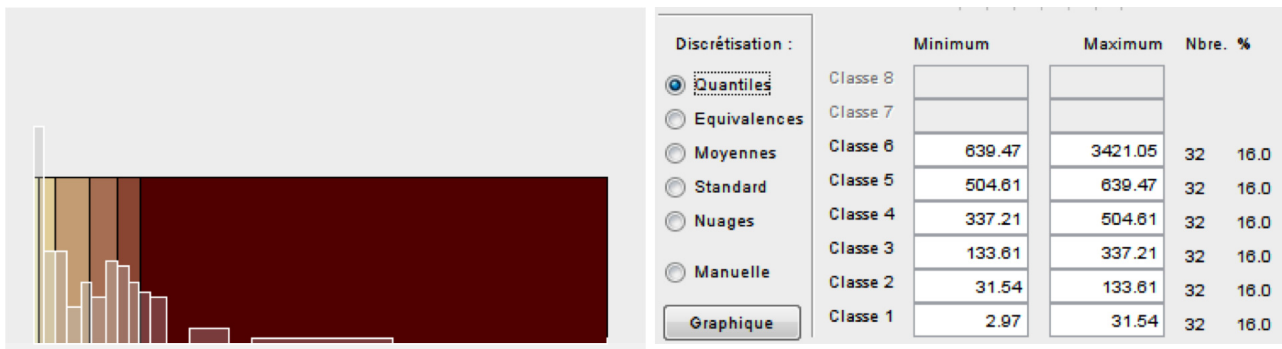 Discrétisation : Minimum Maximum Nbre. %
Quantiles Classe 8
Equivalences Classe 7
Moyennes Classe 6 639.47 3421.05 32 16.0
Standard Classe 5 504.61 639.47 32 16.0
Nuages Classe 4 337.21 504.61 32 16.0
Classe 3 133.61 337.21 32 16.0
Manuelle Classe 2 31.54 133.61 32 16.0
Graphique Classe 1 2.97 31.54 32 16.0